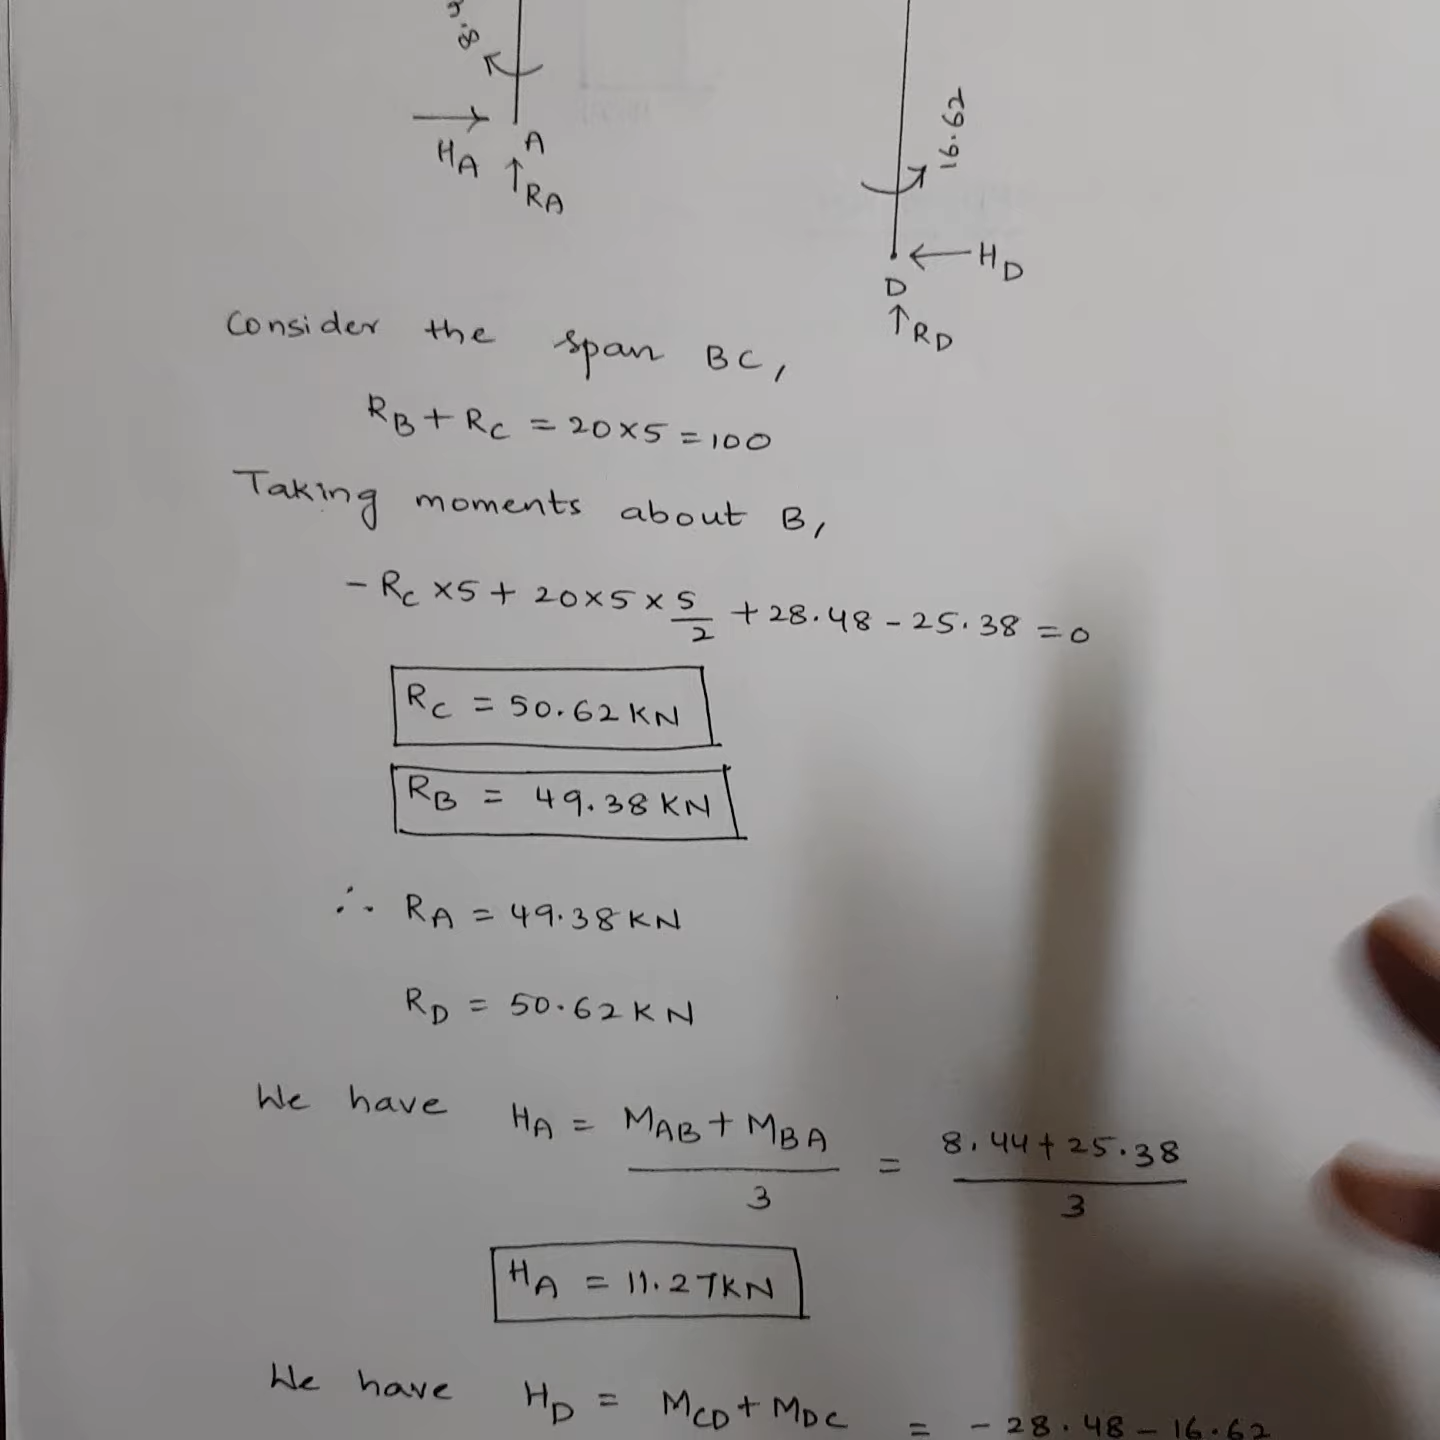 8
16.62
A
HA
RA
HD
D
RD
Consider the span BC,
RB + RC = 20×5 = 100
Taking moments about B,
- RC ×5 + 20×5×5/2 + 28.48 - 25.38 = 0
RC = 50.62 KN
RB = 49.38 KN
∴ RA = 49.38 KN
RD = 50.62 KN
We have HA = MAB + MBA / 3 = 8.44 + 25.38 / 3
HA = 11.27 KN
We have HD = MCD + MDC = - 28.48 - 16.62